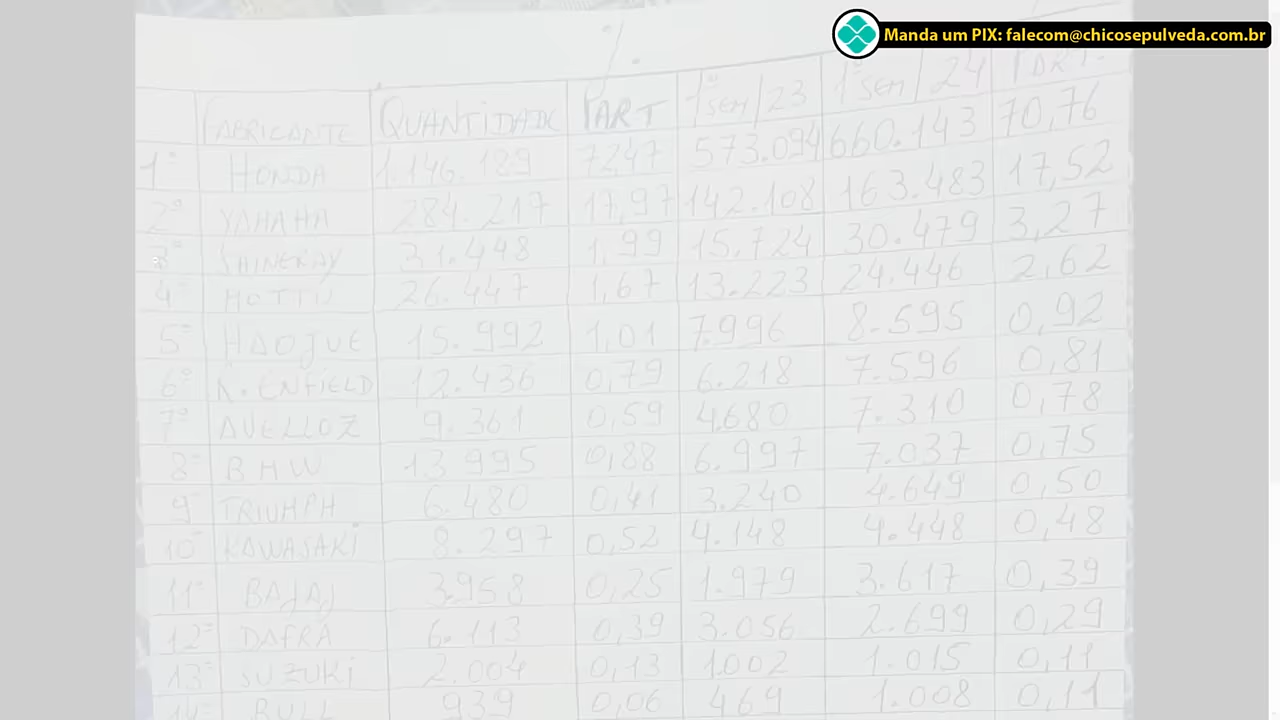 Manda um PIX: falecom@chicosepulveda.com.br
%
FABRICANTE QUANTIDADE PART 1º SEM/23 1º SEM/24 PART.
1º HONDA 1.146.189 72,47 573.094 660.143 70,76
2º YAMAHA 284.217 17,97 142.108 163.483 17,52
3º SHINERAY 31.448 1,99 15.724 30.479 3,27
4º MOTTU 26.447 1,67 13.223 24.446 2,62
5º HAOJUE 15.992 1,01 7.996 8.595 0,92
6º R. ENFIELD 12.436 0,79 6.218 7.596 0,81
7º AVELLOZ 9.361 0,59 4.680 7.310 0,78
8º BMW 13.995 0,88 6.997 7.037 0,75
9º TRIUMPH 6.480 0,41 3.240 4.649 0,50
10º KAWASAKI 8.297 0,52 4.148 4.448 0,48
11º BAJAJ 3.958 0,25 1.979 3.617 0,39
12º DAFRA 6.113 0,39 3.056 2.699 0,29
13º SUZUKI 2.004 0,13 1.002 1.015 0,11
14º BULL 939 0,06 469 1.008 0,11